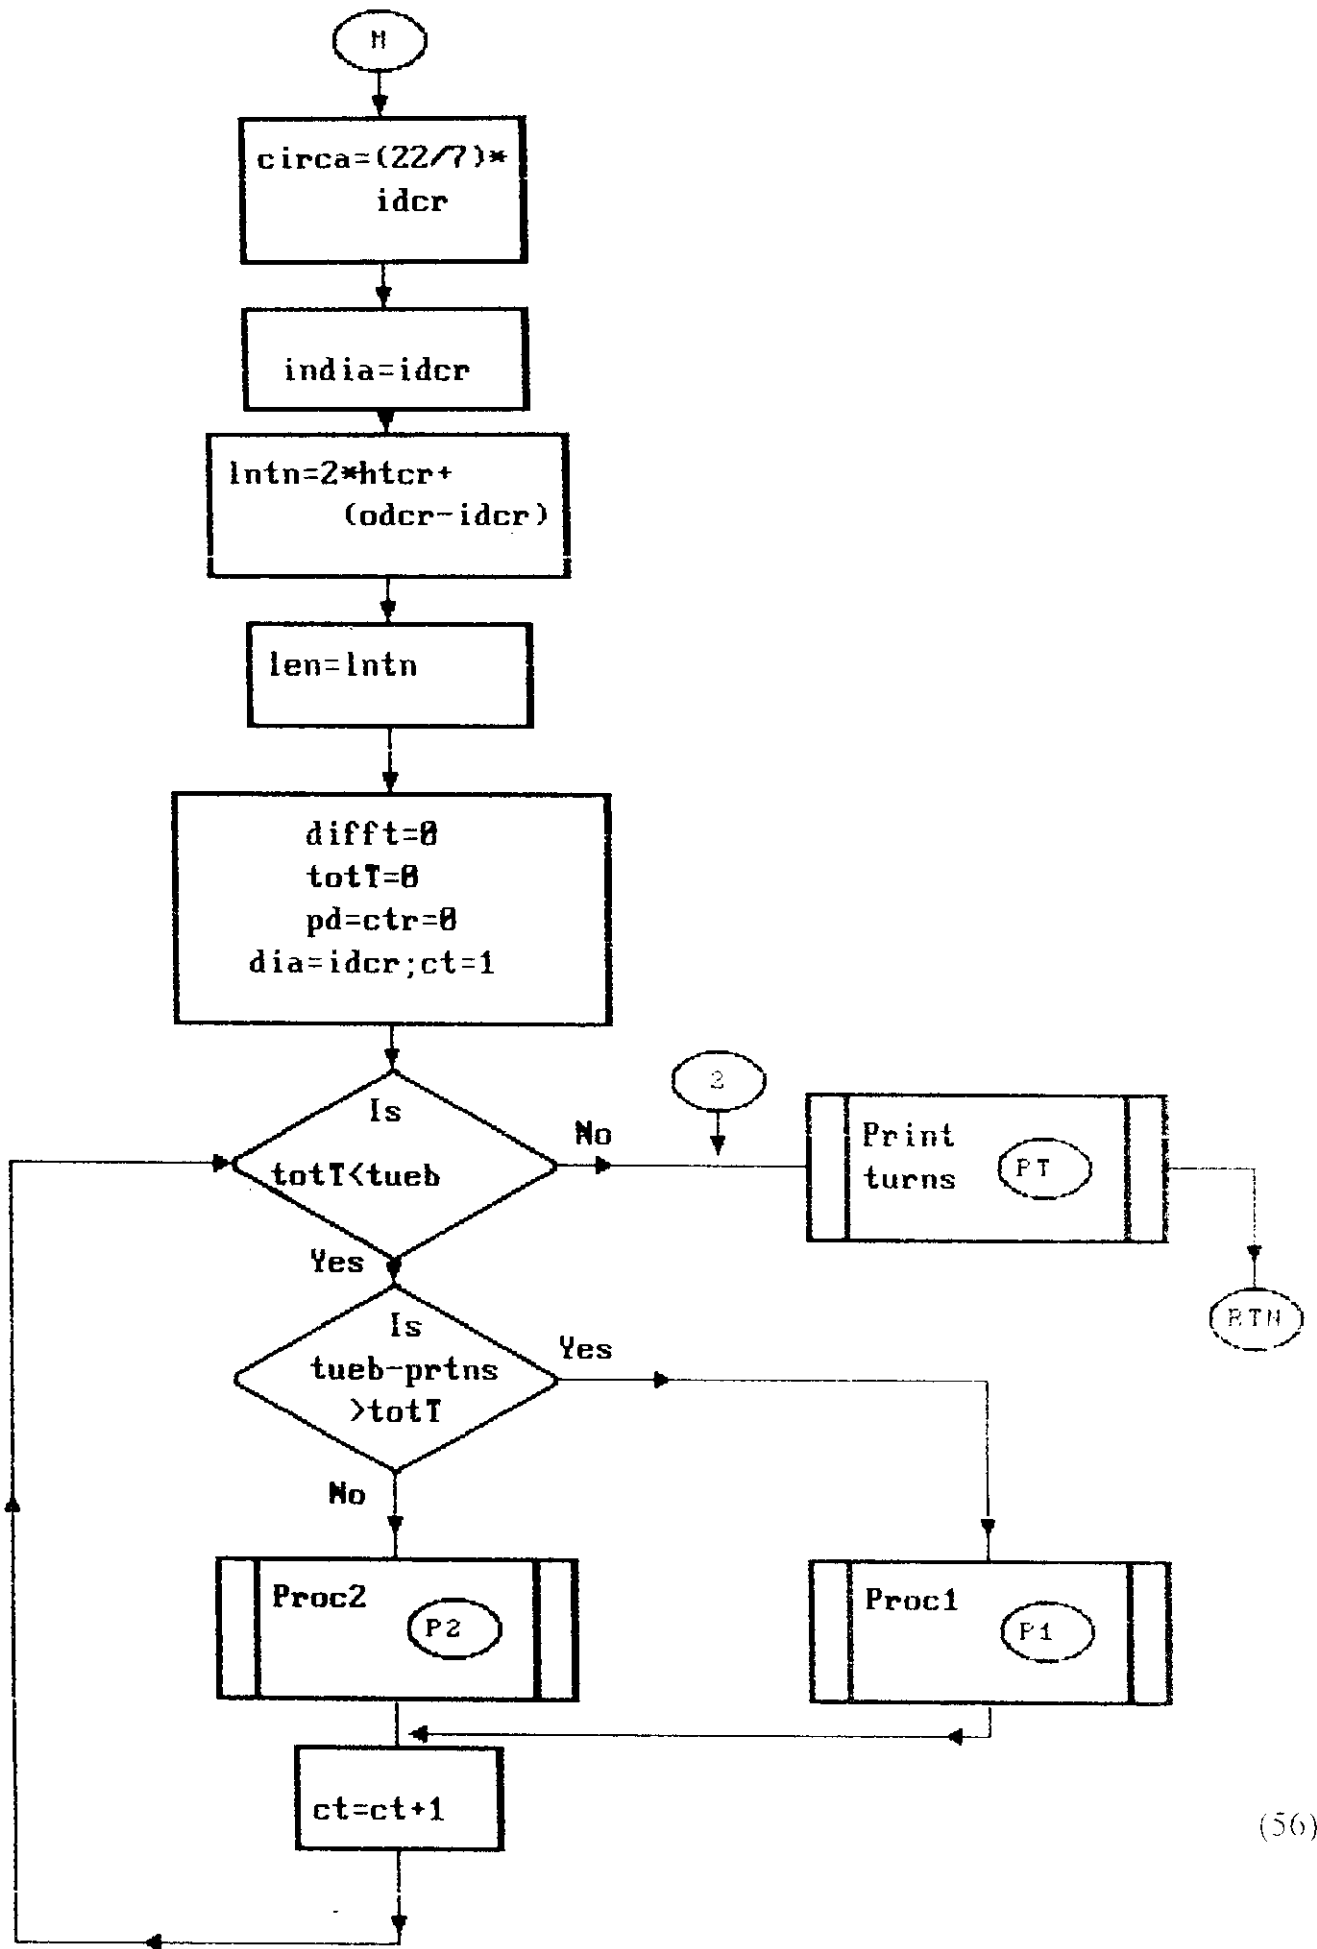 M
circa=(22/7)*
idcr
india=idcr
lntn=2*htcr+
(odcr-idcr)
len=lntn
difft=0
totT=0
pd=ctr=0
dia=idcr;ct=1
2
Is
totT<tueb
No
Print
turns
PT
Yes
RTN
Is
tueb-prtns
>totT
Yes
No
Proc2
P2
Proc1
P1
ct=ct+1
(56)